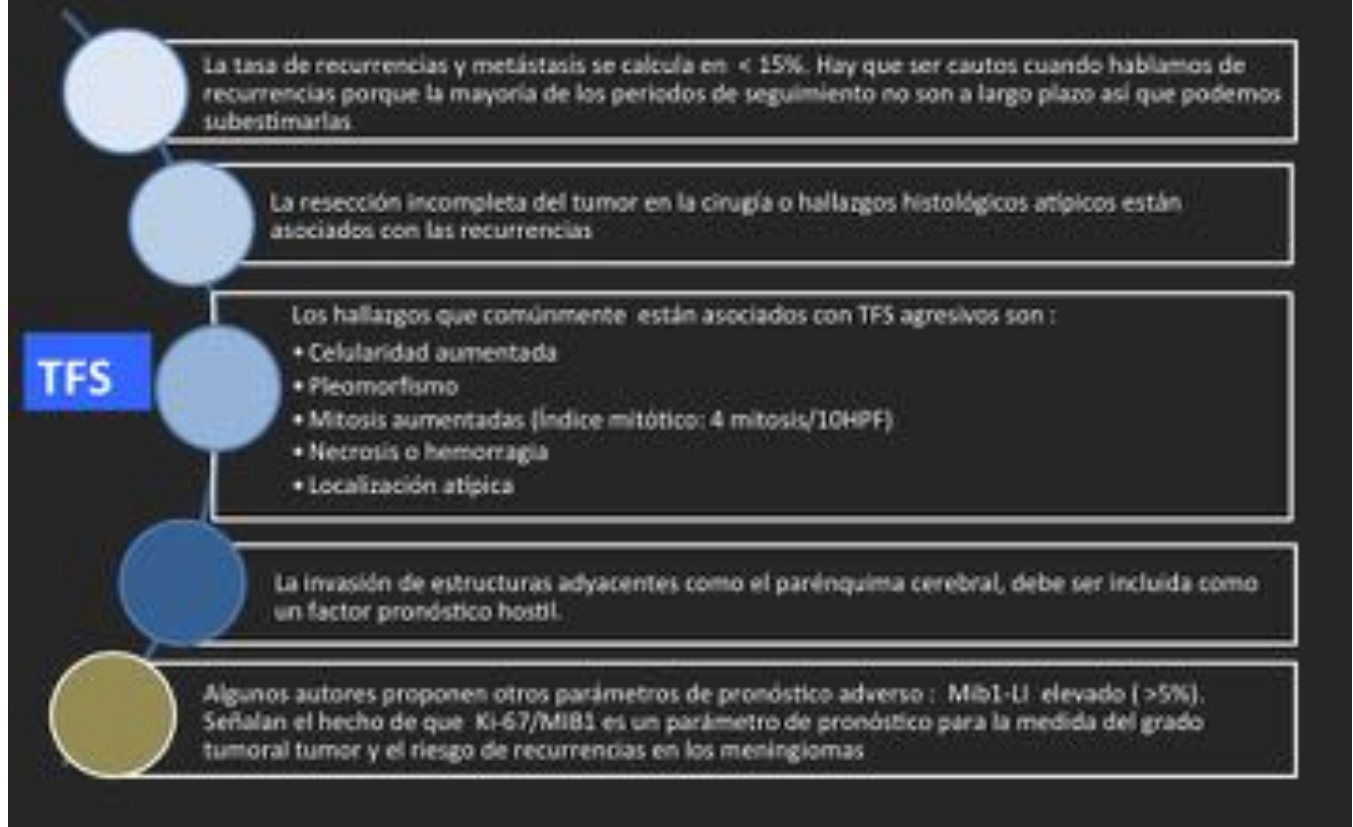 La tasa de recurrencias y metástasis se calcula en < 15%. Hay que ser cautos cuando hablamos de
recurrencias porque la mayoría de los periodos de seguimiento no son a largo plazo así que podemos
subestimarlas
La resección incompleta del tumor en la cirugía o hallazgos histológicos atípicos están
asociados con las recurrencias
TFS
Los hallazgos que comúnmente están asociados con TFS agresivos son :
• Celularidad aumentada
• Pleomorfismo
• Mitosis aumentadas (Índice mitótico: 4 mitosis/10HPF)
• Necrosis o hemorragia
• Localización atípica
La invasión de estructuras adyacentes como el parénquima cerebral, debe ser incluida como
un factor pronóstico hostil.
Algunos autores proponen otros parámetros de pronóstico adverso : Mib1-LI elevado ( >5%).
Señalan el hecho de que Ki-67/MIB1 es un parámetro de pronóstico para la medida del grado
tumoral tumor y el riesgo de recurrencias en los meningiomas